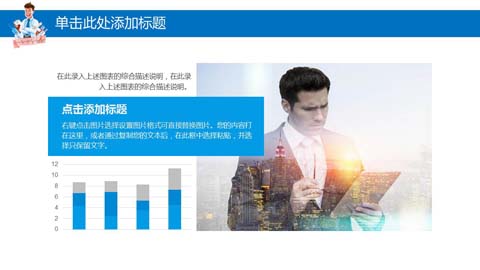 单击此处添加标题
在此录入上述图表的综合描述说明，在此录
入上述图表的综合描述说明。
点击添加标题
右键点击图片选择设置图片格式可直接替换图片。您的内容打
在这里，或者通过复制您的文本后，在此框中选择粘贴，并选
择只保留文字。
12
10
8
6
4
2
0